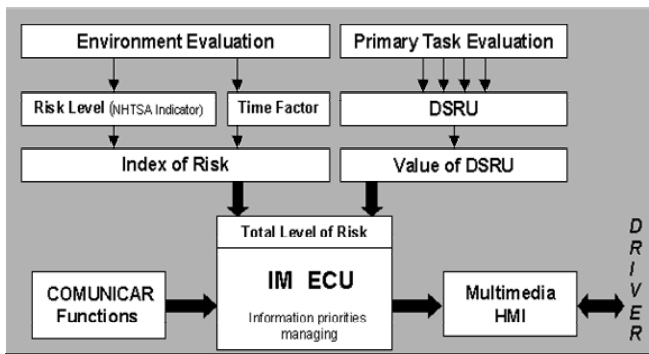 Environment Evaluation
Primary Task Evaluation
Risk Level (NHTSA Indicator)
Time Factor
DSRU
Index of Risk
Value of DSRU
Total Level of Risk
IM ECU
Information priorities
managing
COMUNICAR
Functions
Multimedia
HMI
DRIVER